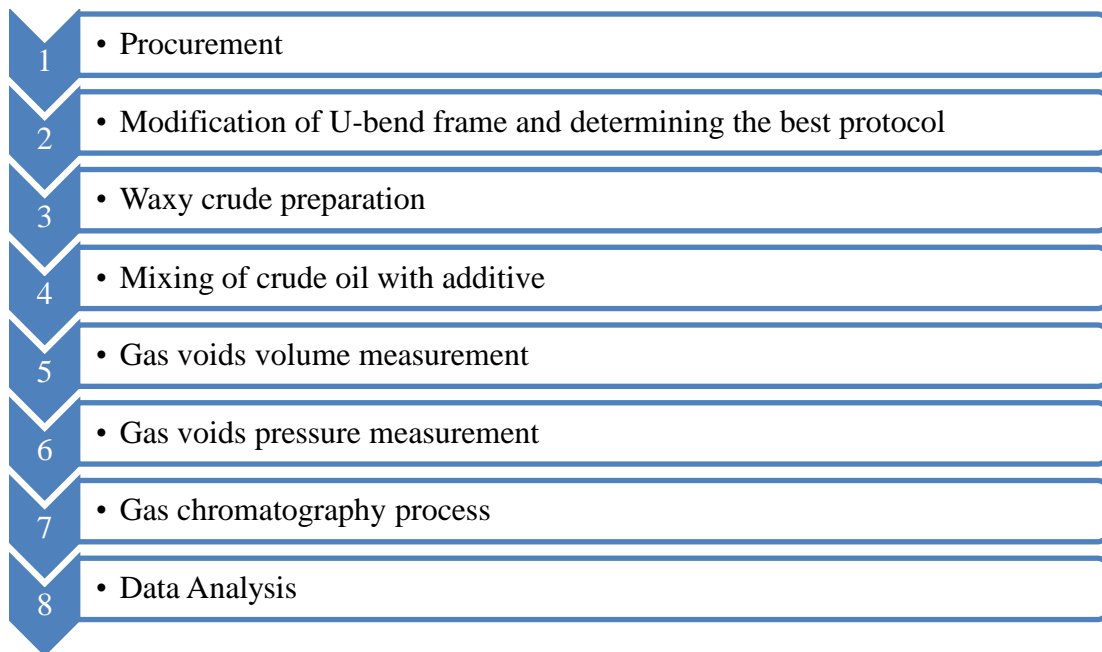 1 • Procurement
2 • Modification of U-bend frame and determining the best protocol
3 • Waxy crude preparation
4 • Mixing of crude oil with additive
5 • Gas voids volume measurement
6 • Gas voids pressure measurement
7 • Gas chromatography process
8 • Data Analysis